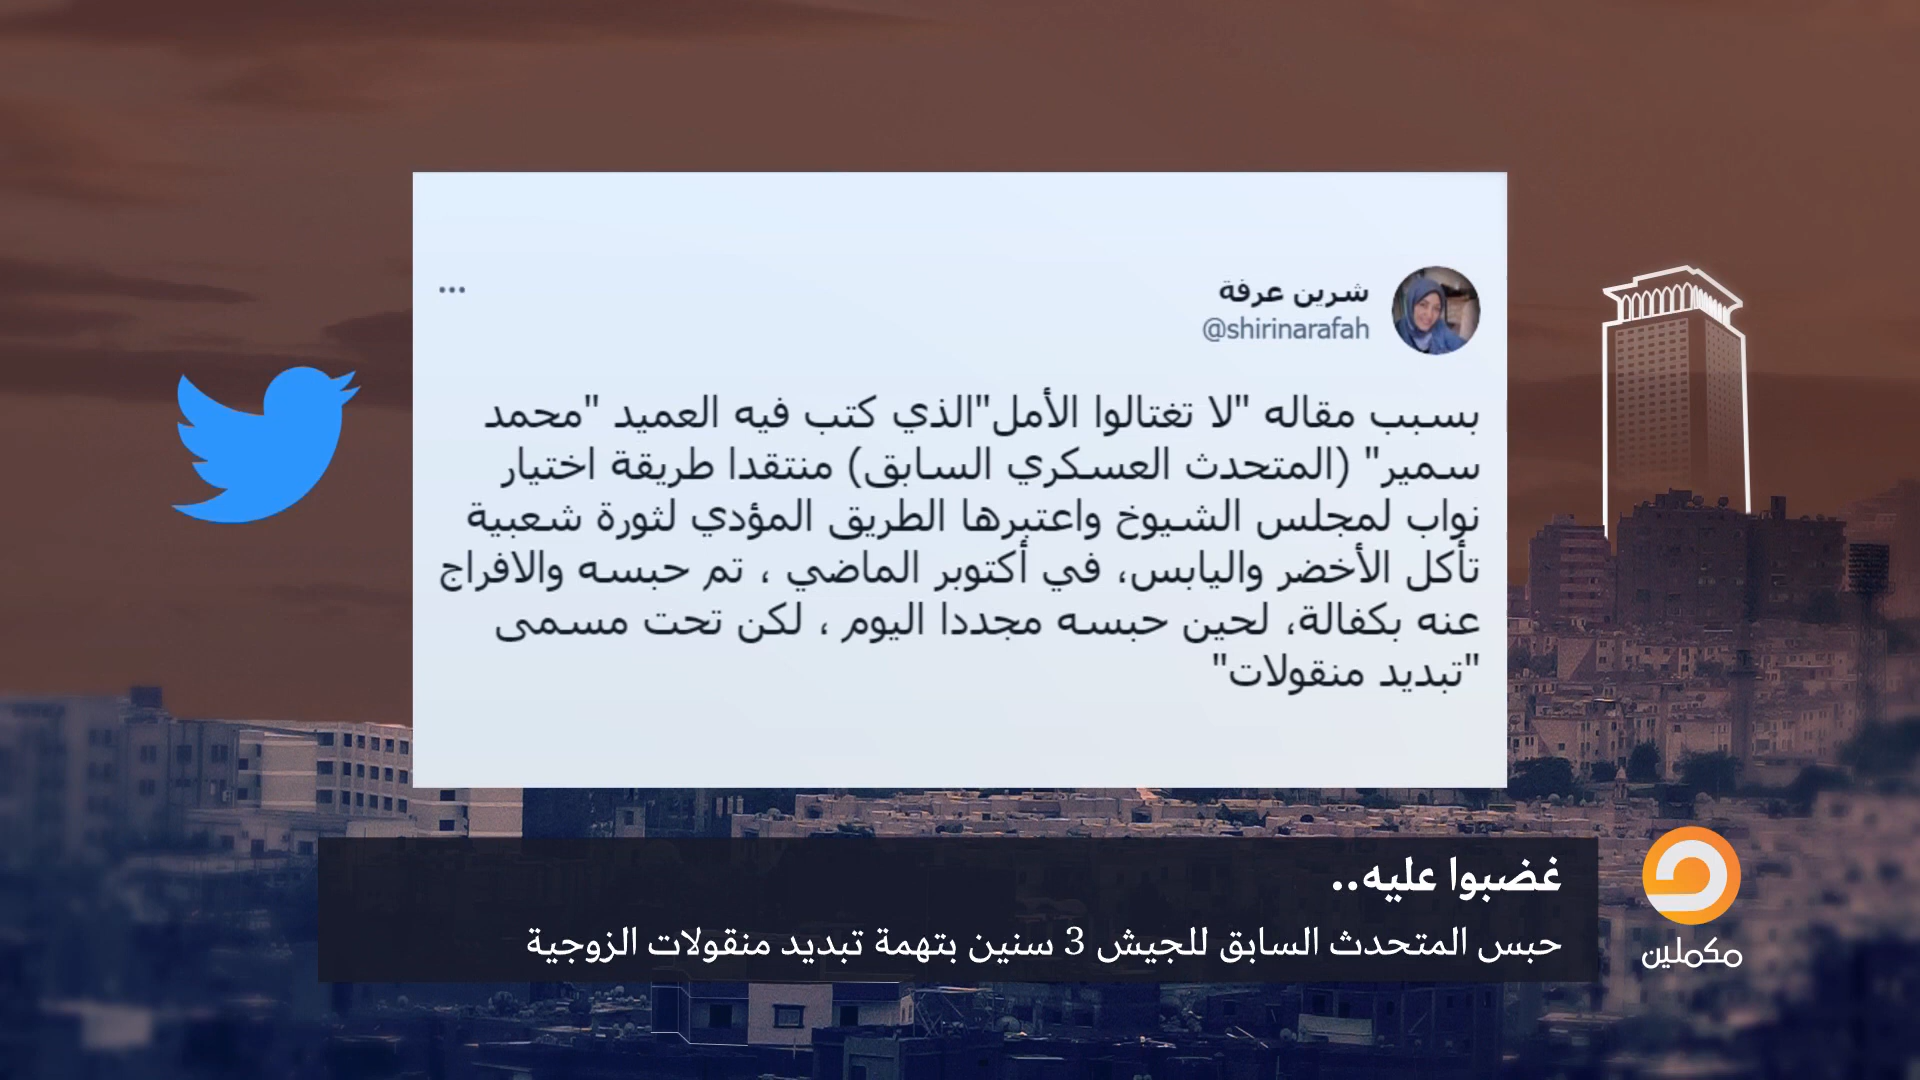 شرين عرفة
@shirinarafah
بسبب مقاله "لا تغتالوا الأمل"الذي كتب فيه العميد "محمد
سمير" (المتحدث العسكري السابق) منتقدا طريقة اختيار
نواب لمجلس الشيوخ واعتبرها الطريق المؤدي لثورة شعبية
تأكل الأخضر واليابس، في أكتوبر الماضي ، تم حبسه والافراج
عنه بكفالة، لحين حبسه مجددا اليوم ، لكن تحت مسمى
"تبديد منقولات"
غضبوا عليه..
حبس المتحدث السابق للجيش 3 سنين بتهمة تبديد منقولات الزوجية
مكملين